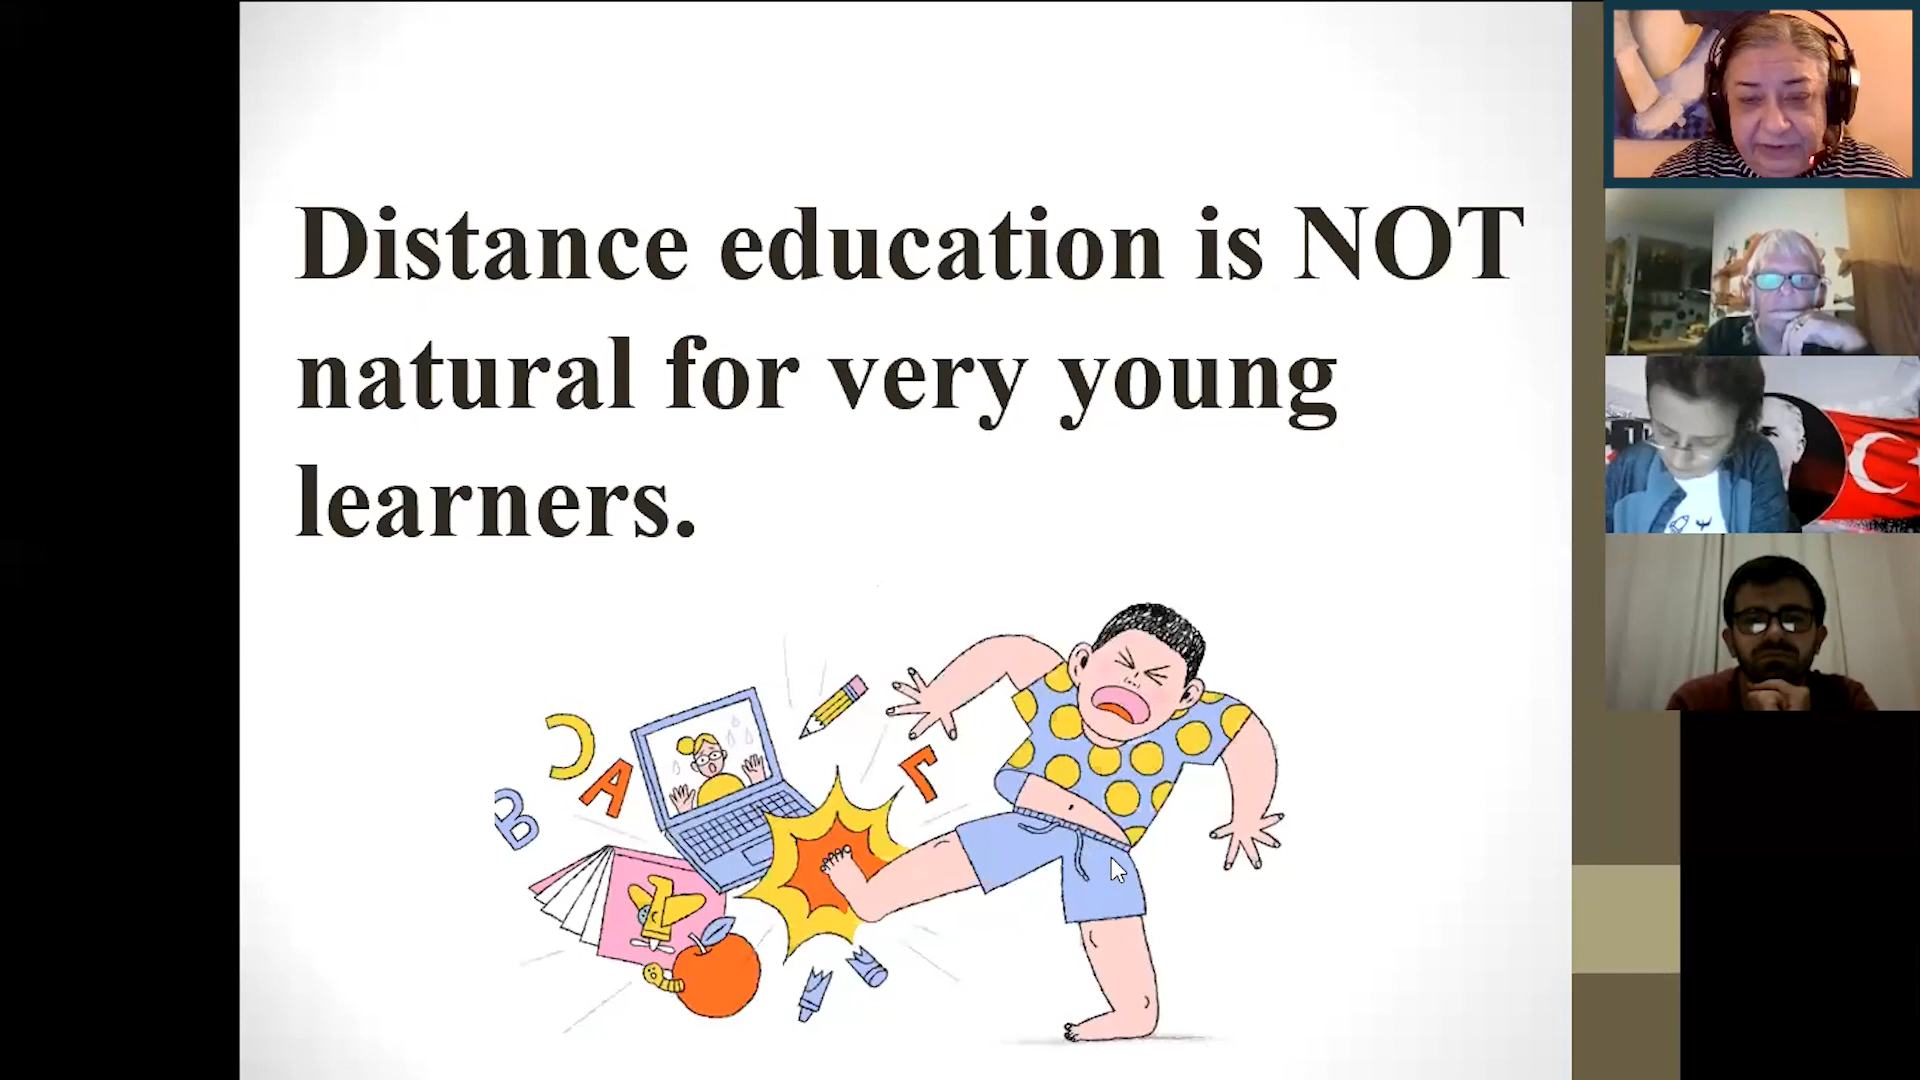 Distance education is NOT
natural for very young
learners.
B
C
A